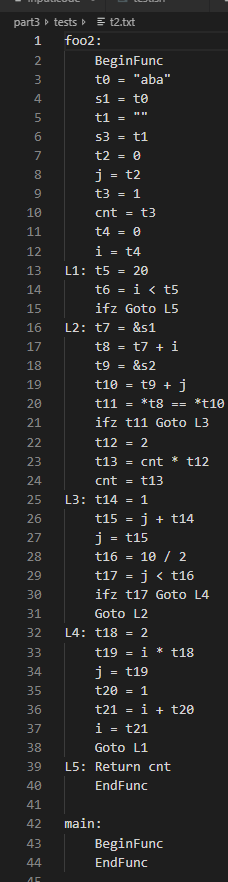 part3 > tests > t2.txt
1 foo2:
2 BeginFunc
3 t0 = "aba"
4 s1 = t0
5 t1 = ""
6 s3 = t1
7 t2 = 0
8 j = t2
9 t3 = 1
10 cnt = t3
11 t4 = 0
12 i = t4
13 L1: t5 = 20
14 t6 = i < t5
15 ifz Goto L5
16 L2: t7 = &s1
17 t8 = t7 + i
18 t9 = &s2
19 t10 = t9 + j
20 t11 = *t8 == *t10
21 ifz t11 Goto L3
22 t12 = 2
23 t13 = cnt * t12
24 cnt = t13
25 L3: t14 = 1
26 t15 = j + t14
27 j = t15
28 t16 = 10 / 2
29 t17 = j < t16
30 ifz t17 Goto L4
31 Goto L2
32 L4: t18 = 2
33 t19 = i * t18
34 j = t19
35 t20 = 1
36 t21 = i + t20
37 i = t21
38 Goto L1
39 L5: Return cnt
40 EndFunc
41
42 main:
43 BeginFunc
44 EndFunc